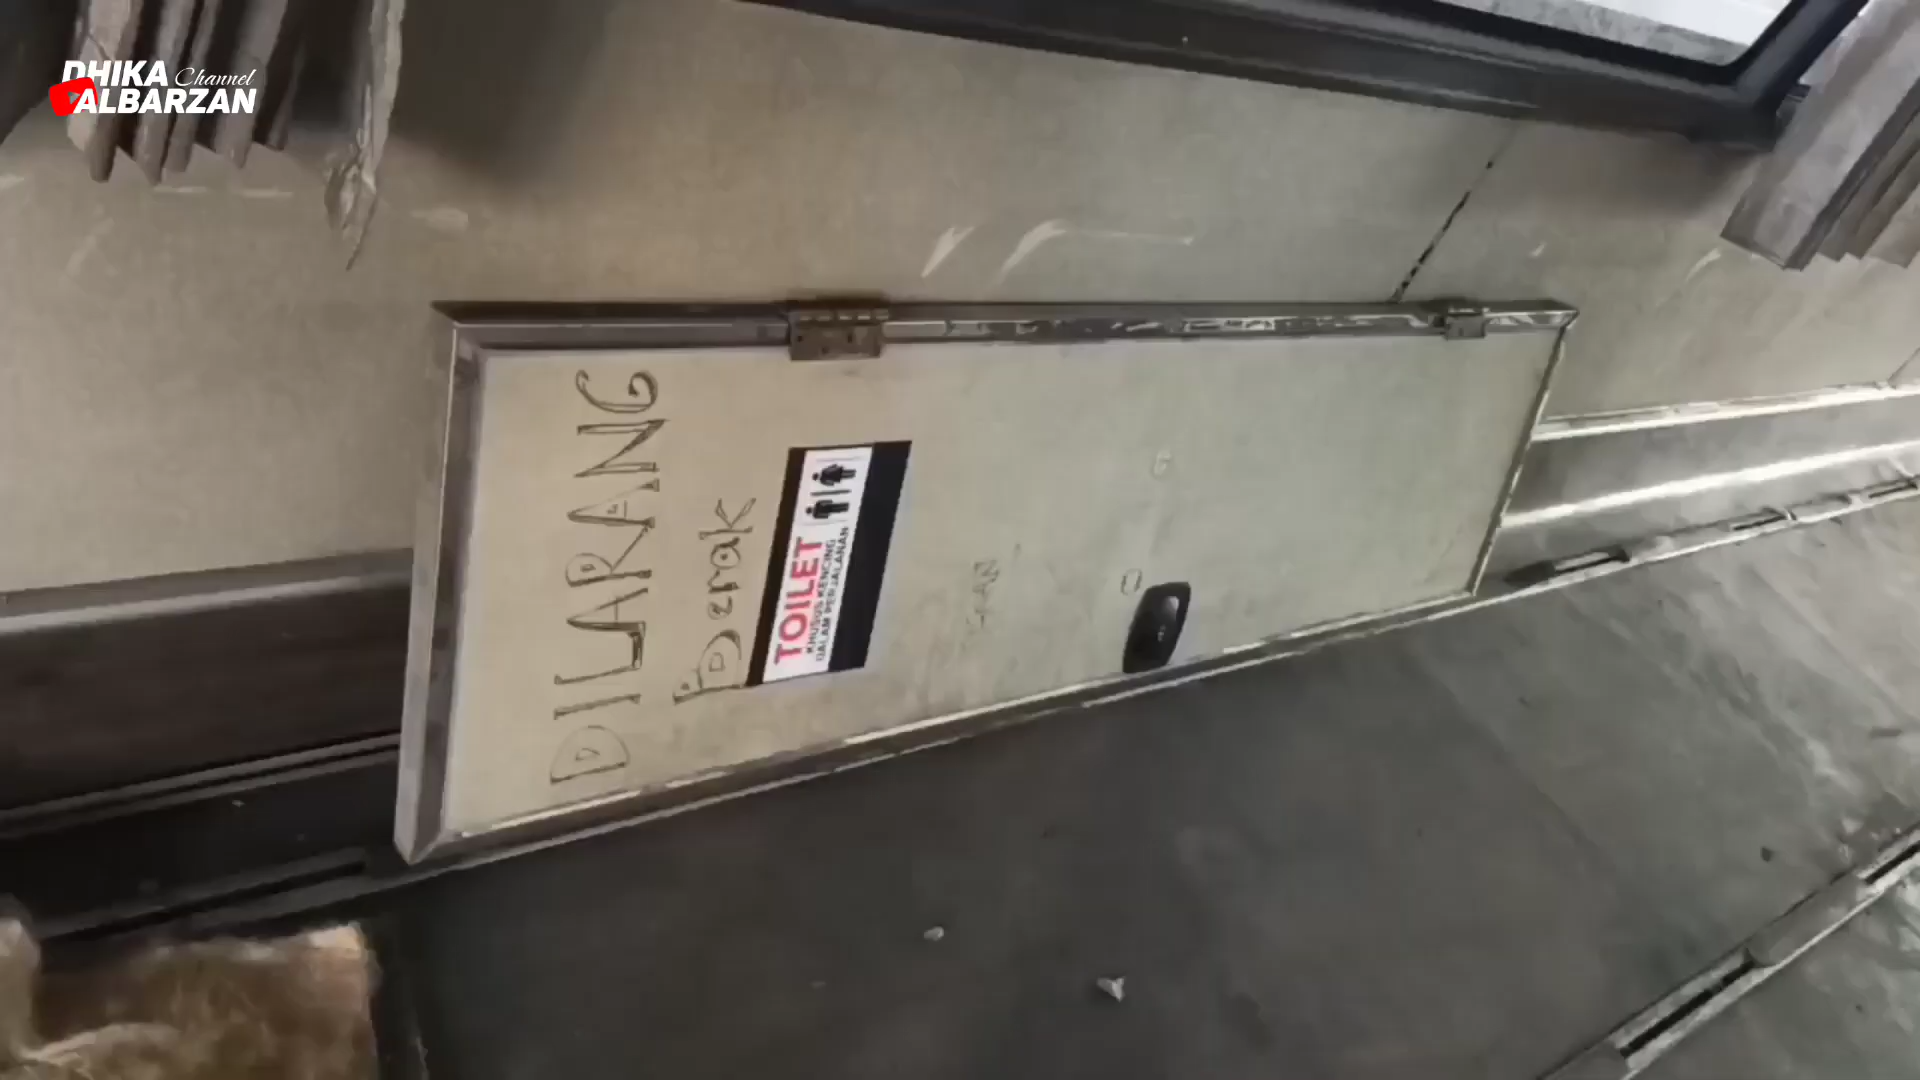 DHIKA Channel
ALBARZAN
DILARANG
Berak
TOILET
KHUSUS KENCING
DALAM PERJALANAN